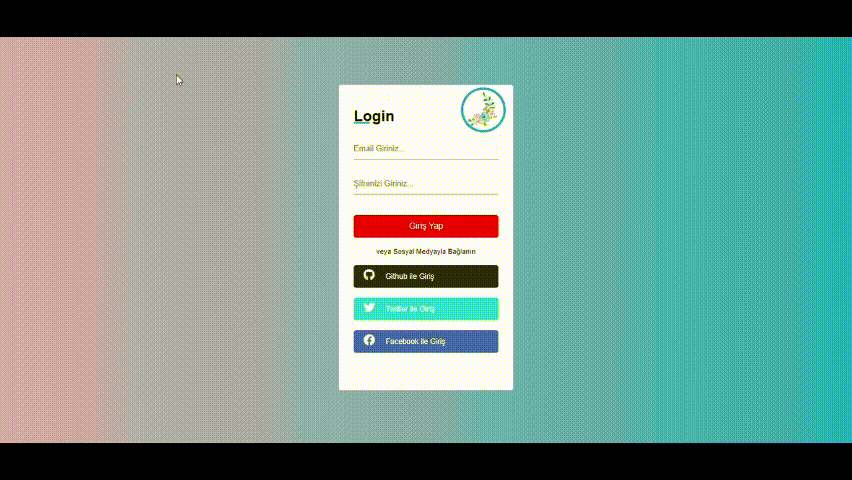 Login
Email Giriniz...
Şifrenizi Giriniz...
Giriş Yap
veya Sosyal Medyayla Bağlanın
Github ile Giriş
Twitter ile Giriş
Facebook ile Giriş